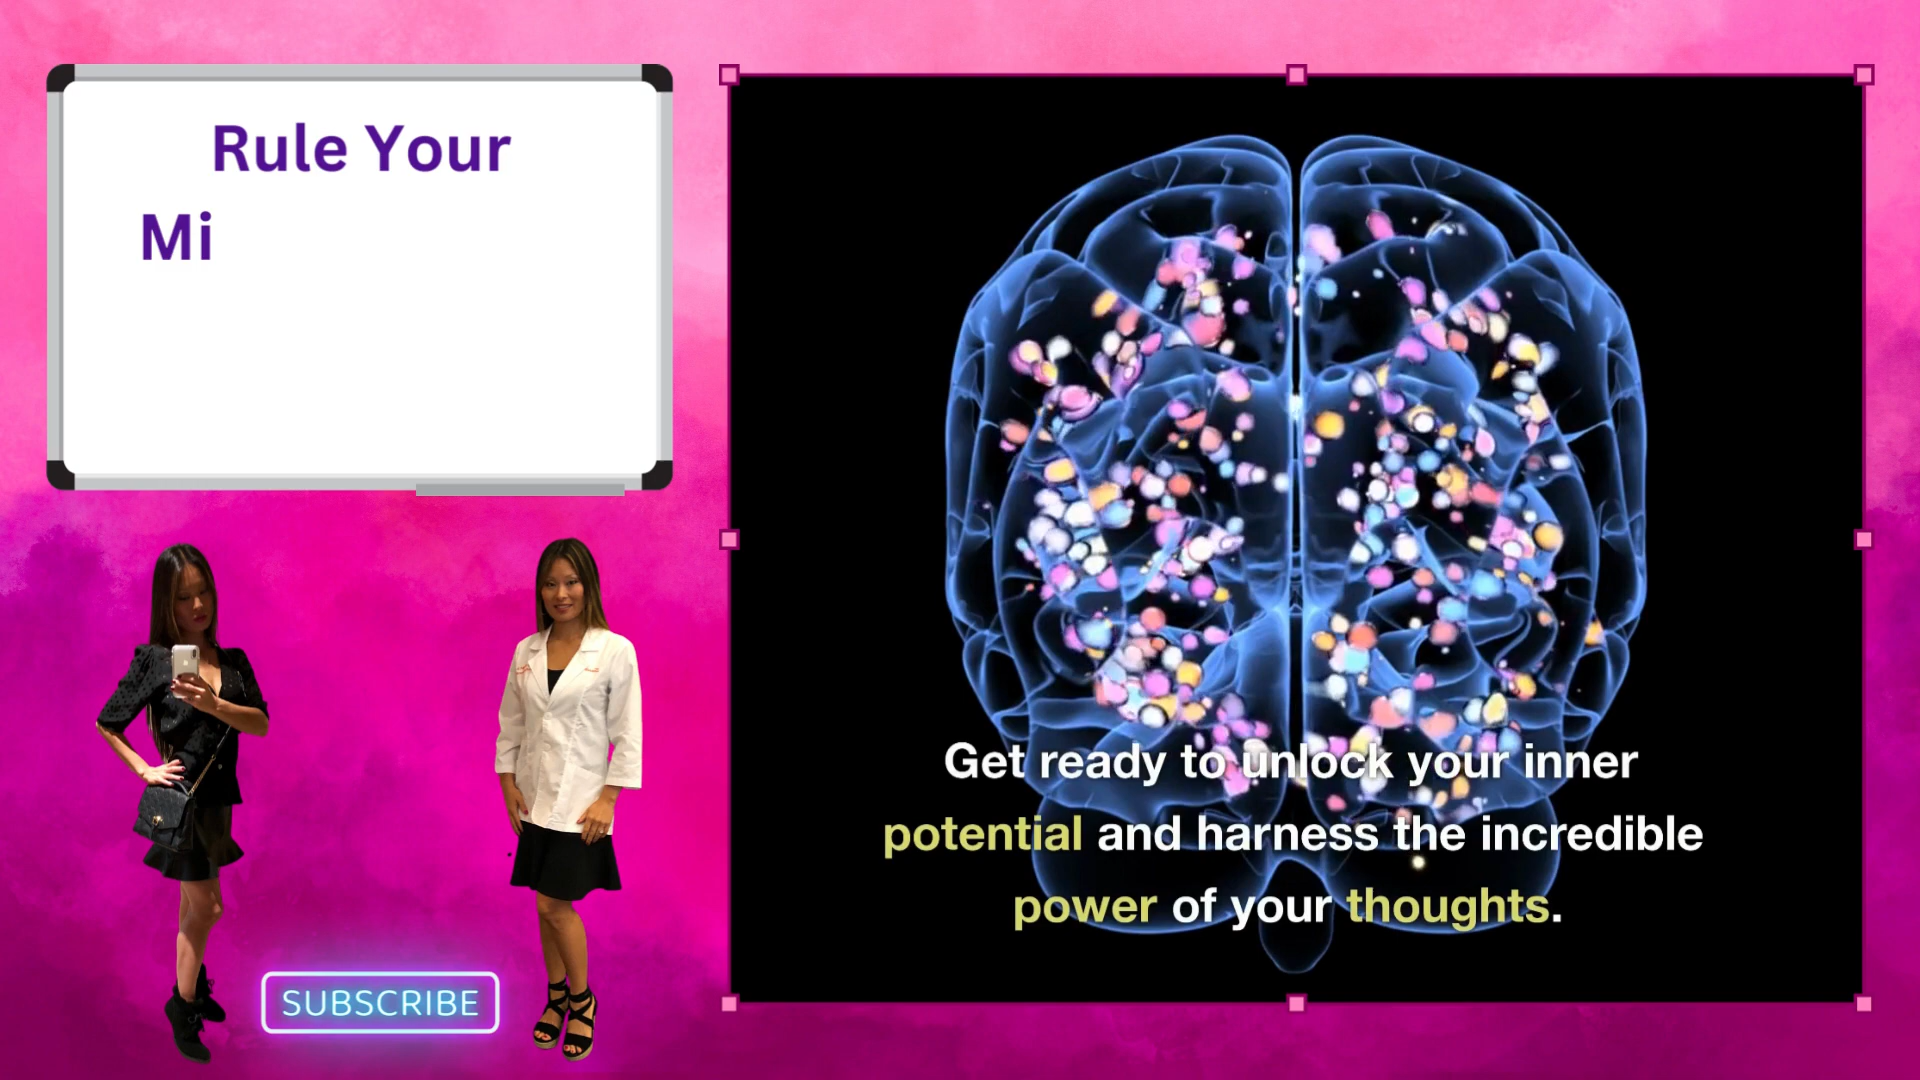 Rule Your
Mi
Get ready to unlock your inner
potential and harness the incredible
power of your thoughts.
SUBSCRIBE